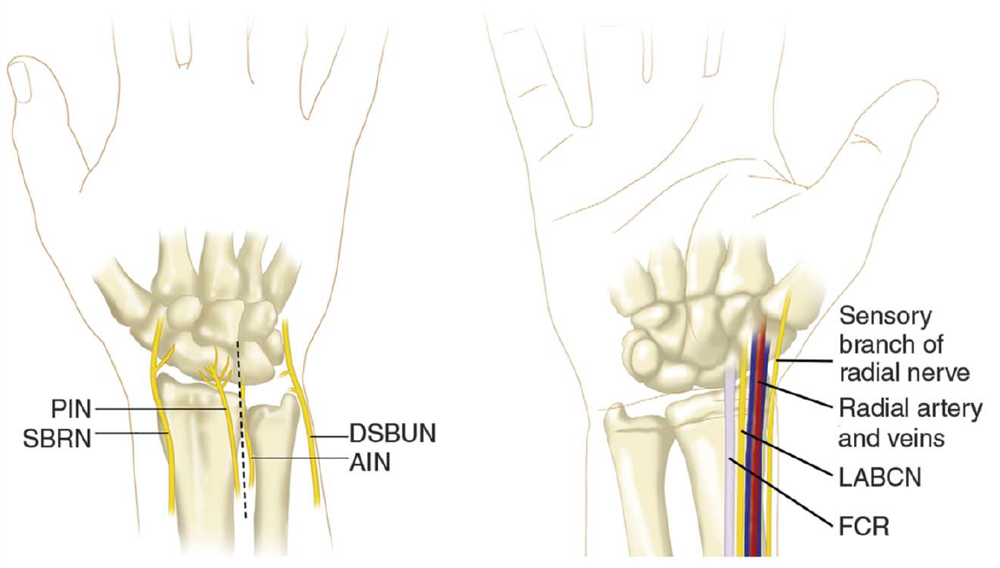 PIN
SBRN
DSBUN
AIN
Sensory
branch of
radial nerve
Radial artery
and veins
LABCN
FCR